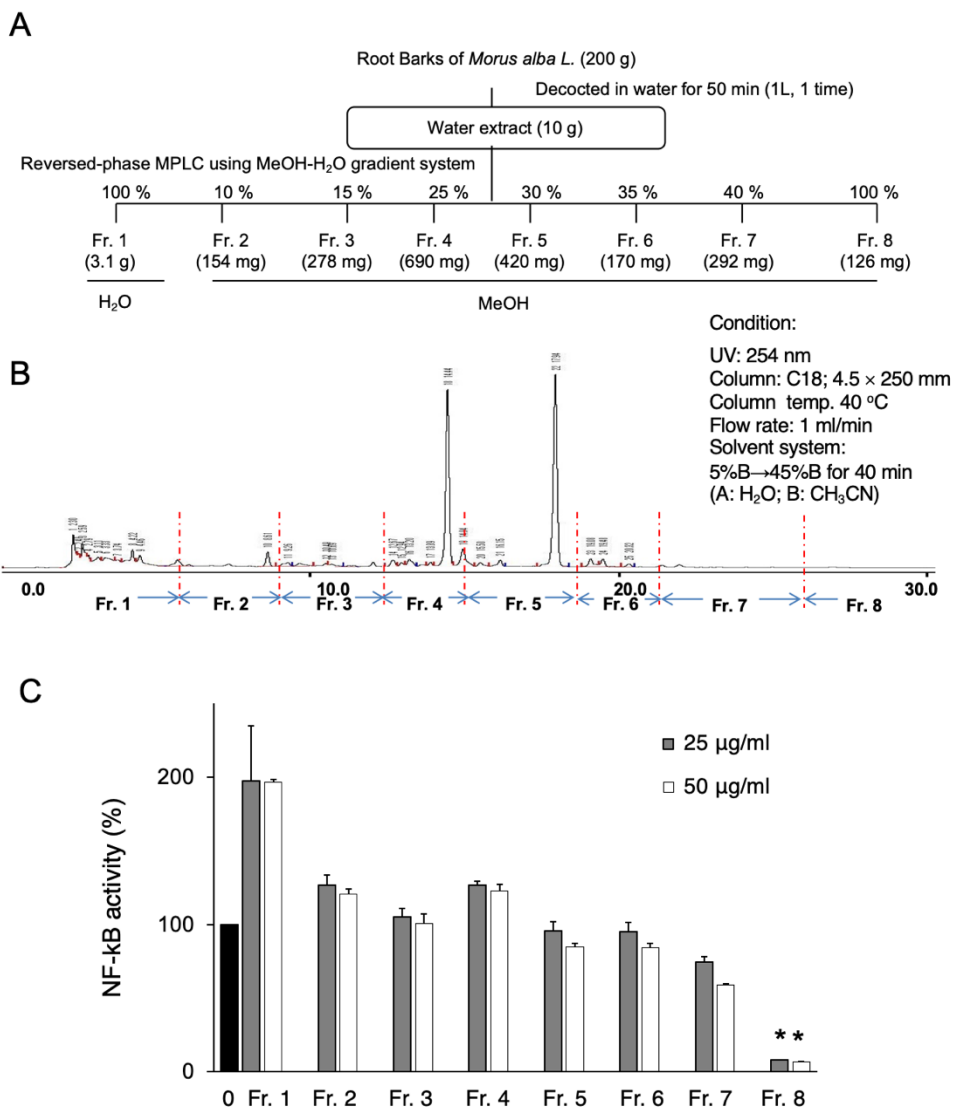 A
Root Barks of Morus alba L. (200 g)
Decocted in water for 50 min (1L, 1 time)
Water extract (10 g)
Reversed-phase MPLC using MeOH-H₂O gradient system
100 % 10 % 15 % 25 % 30 % 35 % 40 % 100 %
Fr. 1 Fr. 2 Fr. 3 Fr. 4 Fr. 5 Fr. 6 Fr. 7 Fr. 8
(3.1 g) (154 mg) (278 mg) (690 mg) (420 mg) (170 mg) (292 mg) (126 mg)
H₂O MeOH
Condition:
UV: 254 nm
Column: C18; 4.5 × 250 mm
Column temp. 40 °C
Flow rate: 1 ml/min
Solvent system:
5%B→45%B for 40 min
(A: H₂O; B: CH₃CN)
B
0.0 10.0 20.0 30.0
Fr. 1 Fr. 2 Fr. 3 Fr. 4 Fr. 5 Fr. 6 Fr. 7 Fr. 8
C
25 μg/ml
50 μg/ml
NF-kB activity (%)
200
100
0
* *
0 Fr. 1 Fr. 2 Fr. 3 Fr. 4 Fr. 5 Fr. 6 Fr. 7 Fr. 8